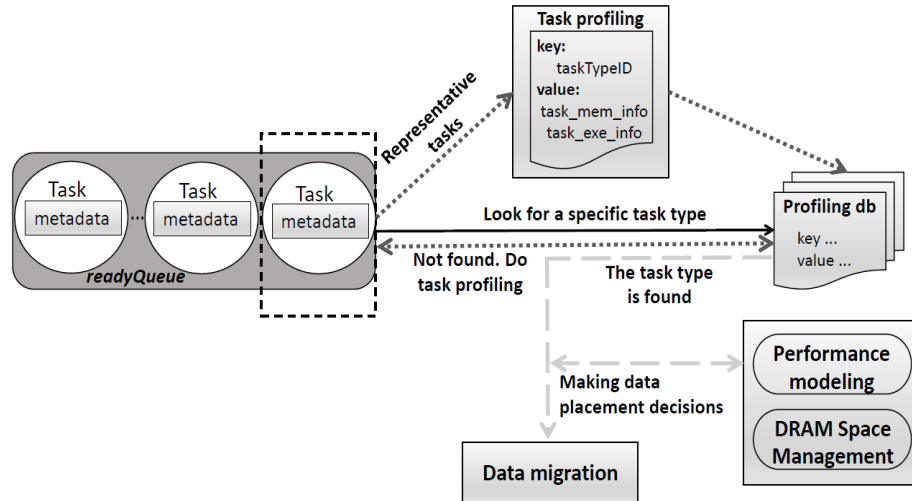 Task profiling
key:
taskTypeID
value:
task_mem_info
task_exe_info
Representative
tasks
Task
metadata
...
Task
metadata
Task
metadata
readyQueue
Look for a specific task type
Not found. Do
task profiling
The task type
is found
Profiling db
key ...
value ...
Making data
placement decisions
Performance
modeling
DRAM Space
Management
Data migration